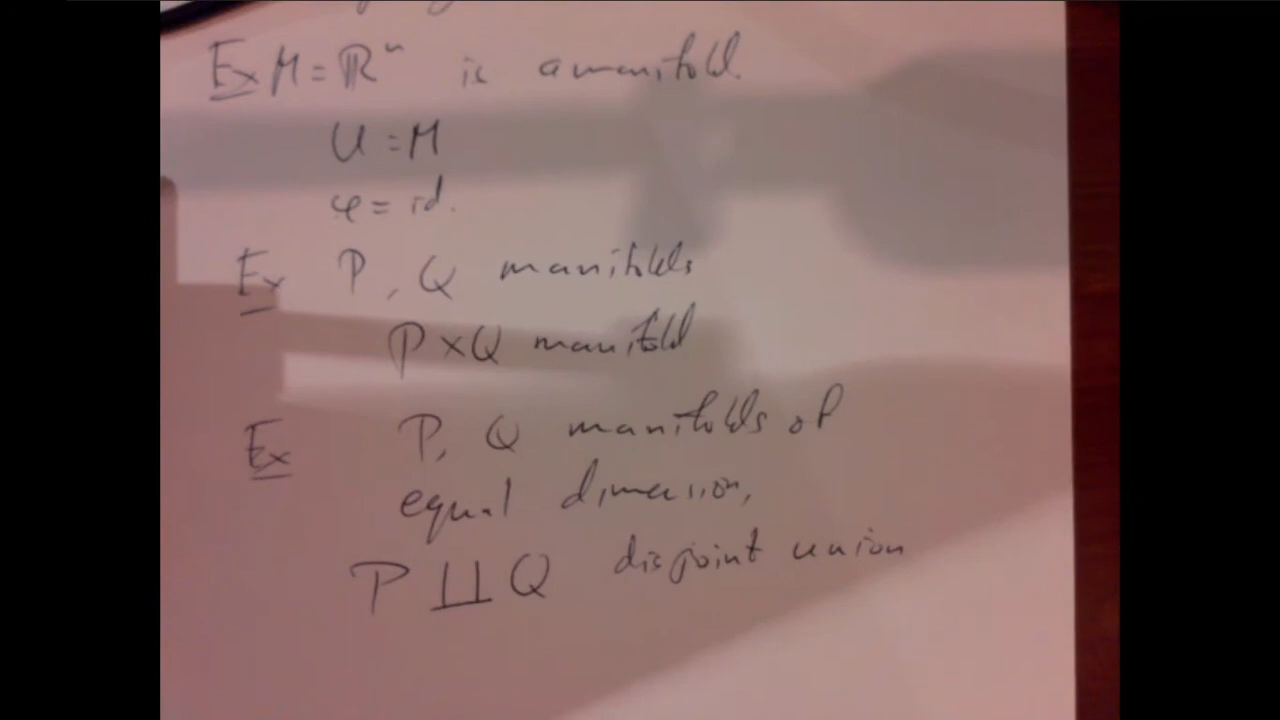 Ex M = ℝⁿ is a manifold.
U = M
φ = id.
Ex P, Q manifolds
P × Q manifold
Ex P, Q manifolds of
equal dimension,
P ⨿ Q disjoint union